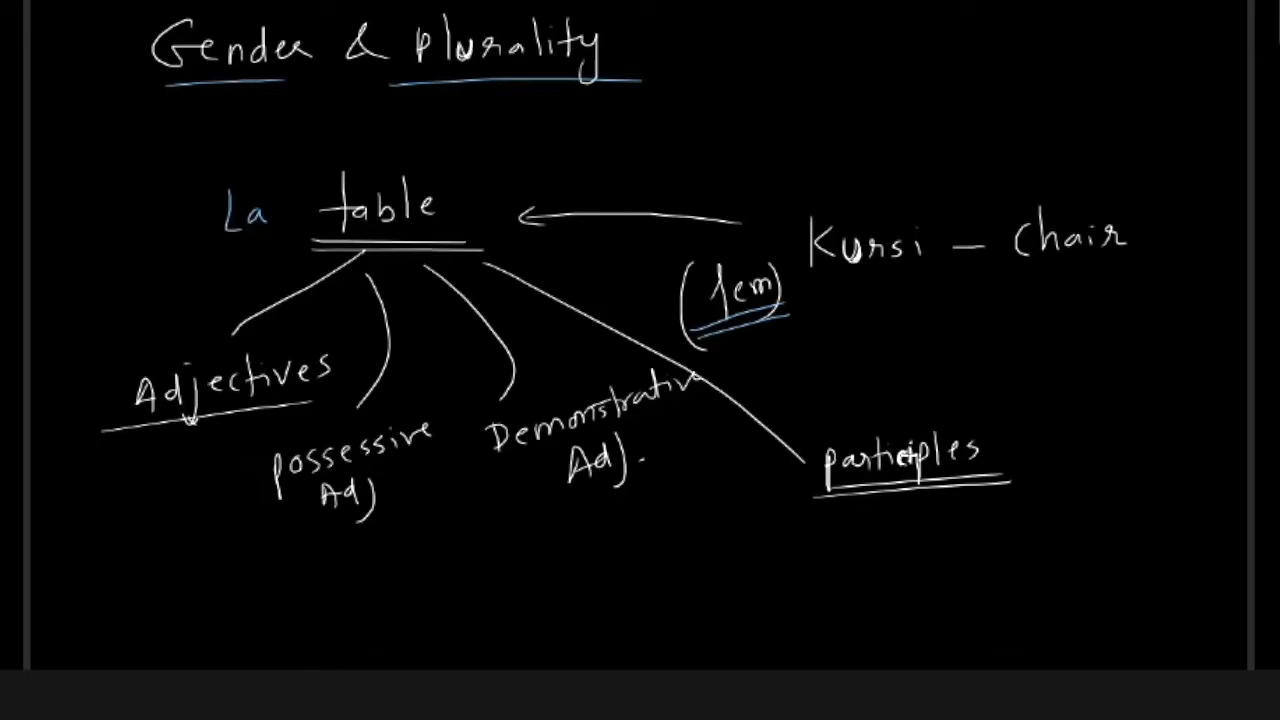 Gender & plurality
La table
Kursi - Chair
(fem)
Adjectives
possessive
Adj
Demonstrative
Adj.
participles